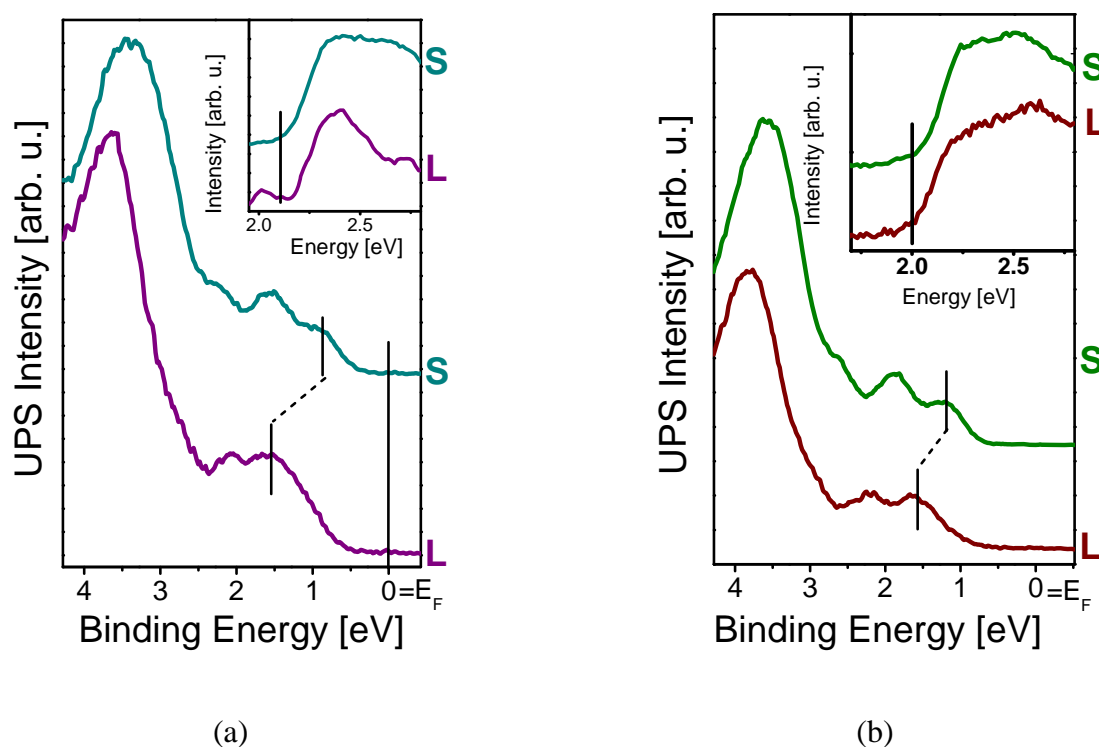 UPS Intensity [arb. u.]
Intensity [arb. u.]
2.0 2.5
Energy [eV]
S
L
S
L
4 3 2 1 0=E_F
Binding Energy [eV]
(a)
UPS Intensity [arb. u.]
Intensity [arb. u.]
2.0 2.5
Energy [eV]
S
L
S
L
4 3 2 1 0=E_F
Binding Energy [eV]
(b)